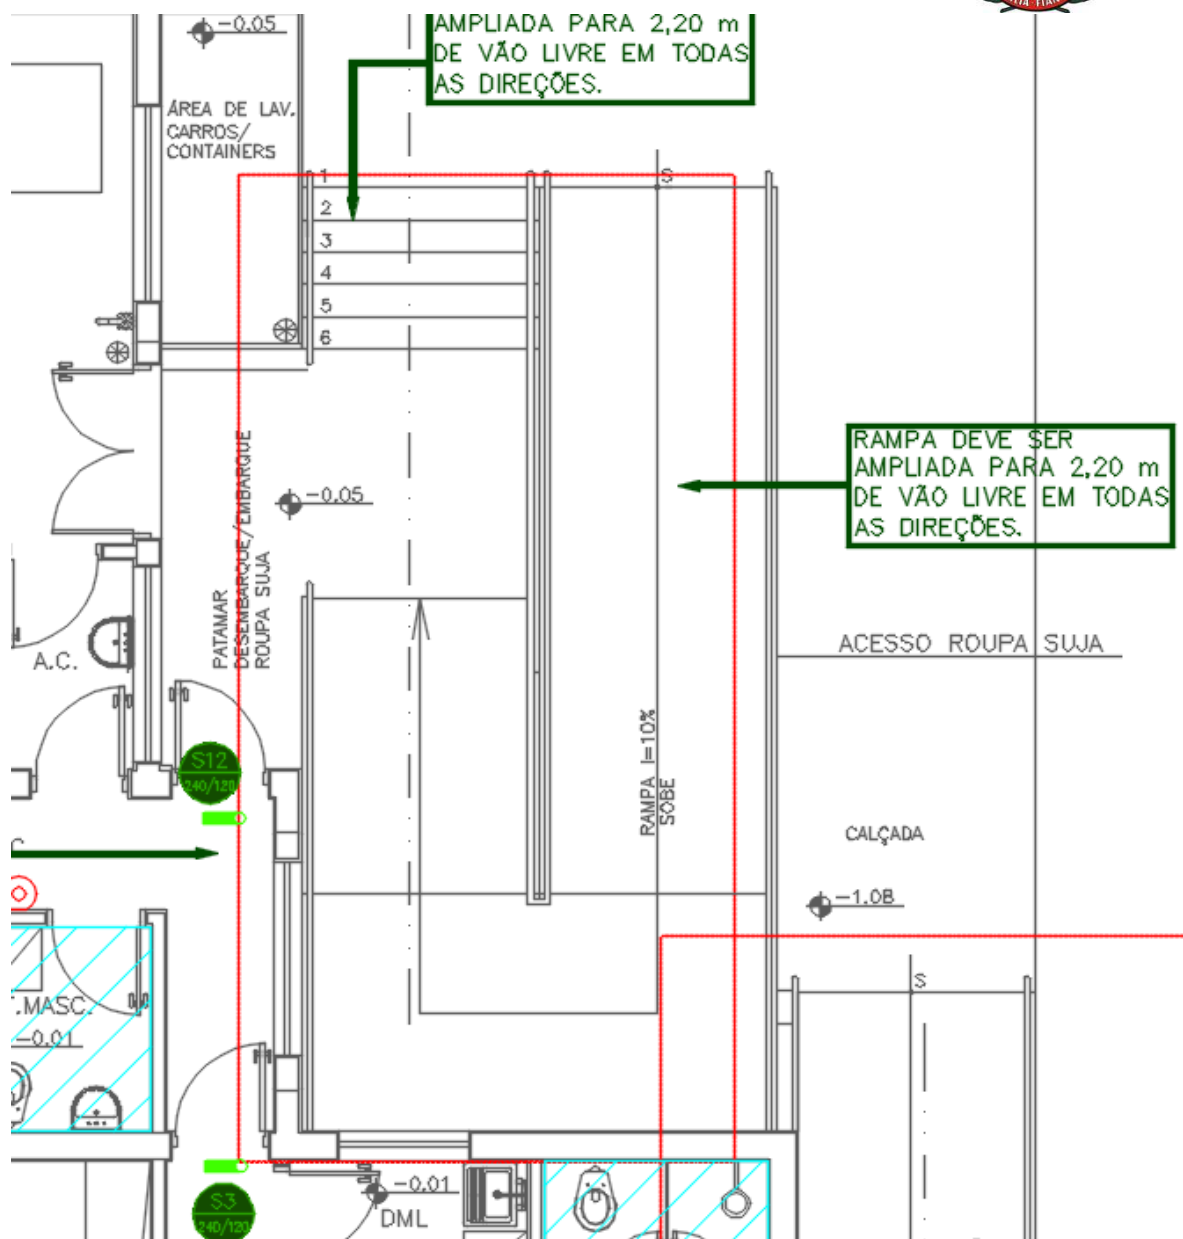 AMPLIADA PARA 2,20 m
DE VÃO LIVRE EM TODAS
AS DIREÇÕES.
-0.05
ÁREA DE LAV.
CARROS/
CONTAINERS
1
S
2
3
4
5
6
RAMPA DEVE SER
AMPLIADA PARA 2,20 m
DE VÃO LIVRE EM TODAS
AS DIREÇÕES.
-0.05
PATAMAR
DESEMBARQUE/EMBARQUE
ROUPA SUJA
A.C.
ACESSO ROUPA SUJA
S12
240/120
RAMPA I=10%
SOBE
CALÇADA
-1.08
S
.MASC.
-0.01
-0.01
DML
S3
240/120